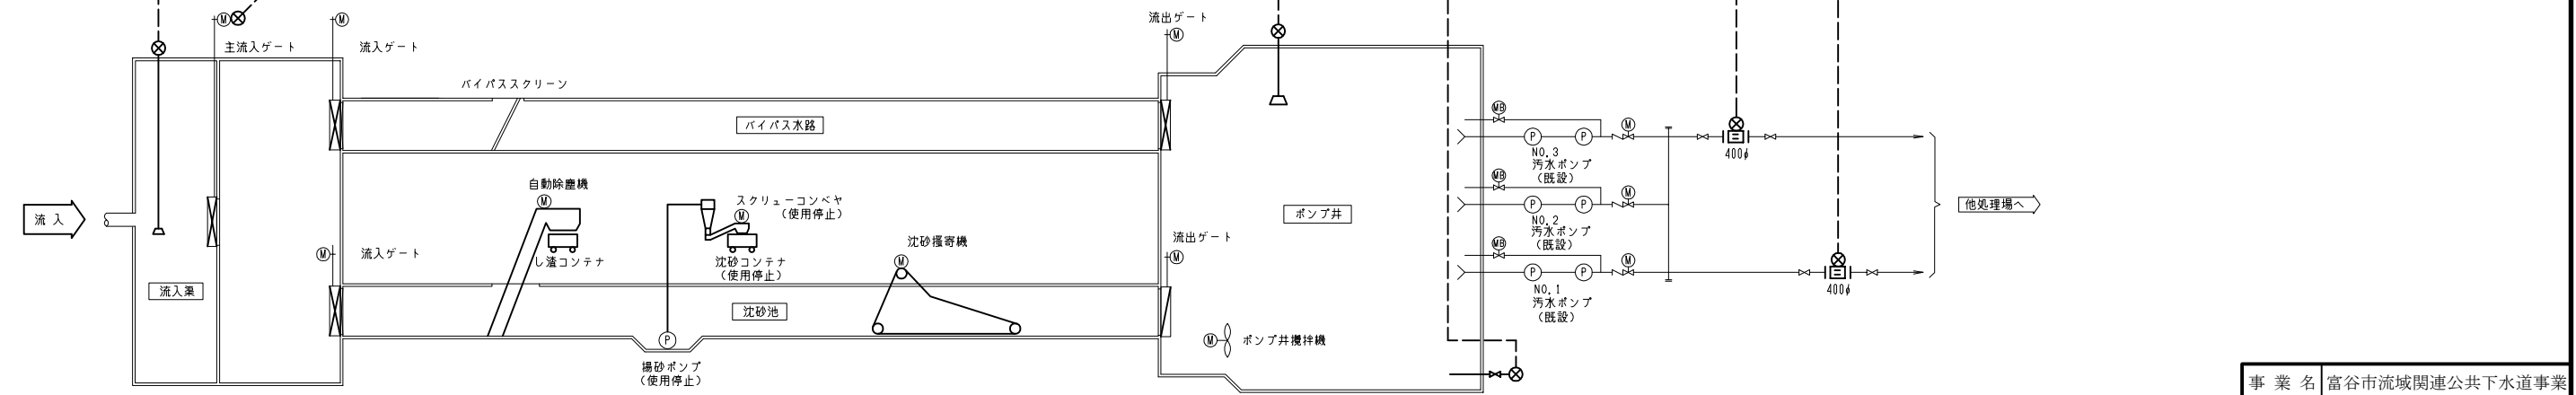 流出ゲート
M
M
M
主流入ゲート
流入ゲート
M
バイパススクリーン
バイパス水路
MB
M
P
P
NO. 3
汚水ポンプ
(既設)
400φ
自動除塵機
M
スクリューコンベヤ
(使用停止)
M
流入
ポンプ井
MB
M
P
P
NO. 2
汚水ポンプ
(既設)
他処理場へ
流入ゲート
M
し渣コンテナ
沈砂コンテナ
(使用停止)
沈砂掻寄機
M
流出ゲート
M
MB
M
P
P
NO. 1
汚水ポンプ
(既設)
400φ
流入渠
沈砂池
P
揚砂ポンプ
(使用停止)
M
ポンプ井攪拌機
事業名
富谷市流域関連公共下水道事業